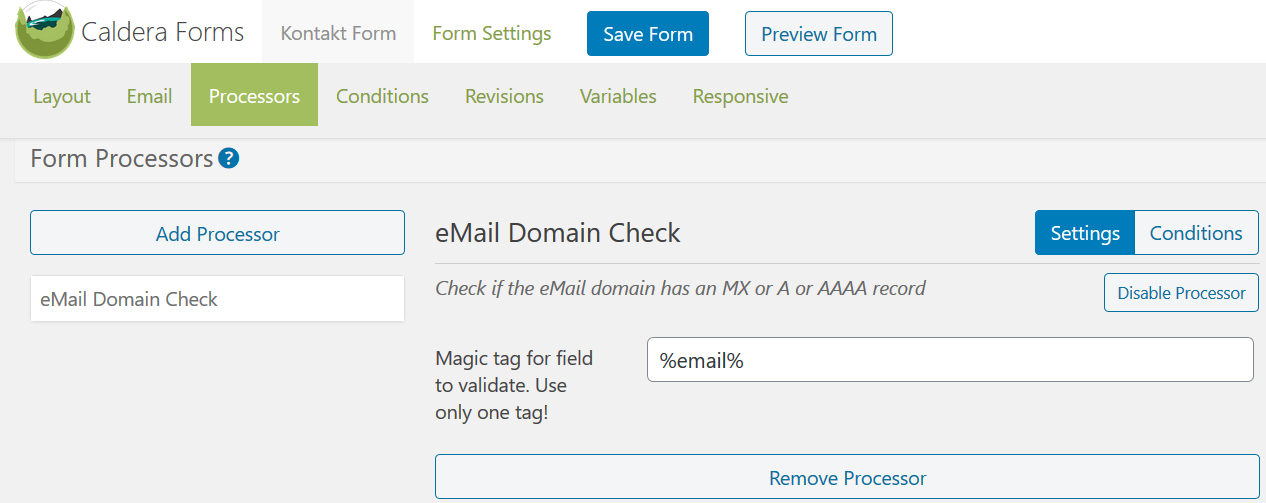 Caldera Forms Kontakt Form Form Settings Save Form Preview Form
Layout Email Processors Conditions Revisions Variables Responsive
Form Processors ?
Add Processor
eMail Domain Check
eMail Domain Check
Settings Conditions
Check if the eMail domain has an MX or A or AAAA record
Disable Processor
Magic tag for field
to validate. Use
only one tag!
%email%
Remove Processor